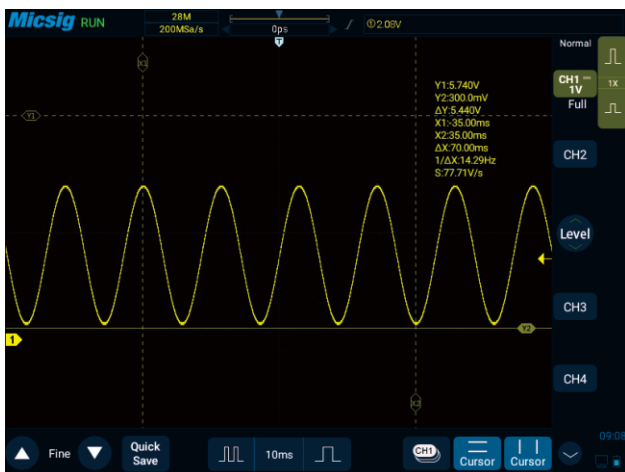 Micsig RUN
28M
200MSa/s
0ps
T
①2.08V
Normal
CH1
1V
1X
Full
CH2
Level
CH3
CH4
X1
Y1
Y1:5.740V
Y2:300.0mV
ΔY:5.440V
X1:-35.00ms
X2:35.00ms
ΔX:70.00ms
1/ΔX:14.29Hz
S:77.71V/s
Y2
1
X2
Fine
Quick
Save
10ms
CH1
Cursor
Cursor
09:08